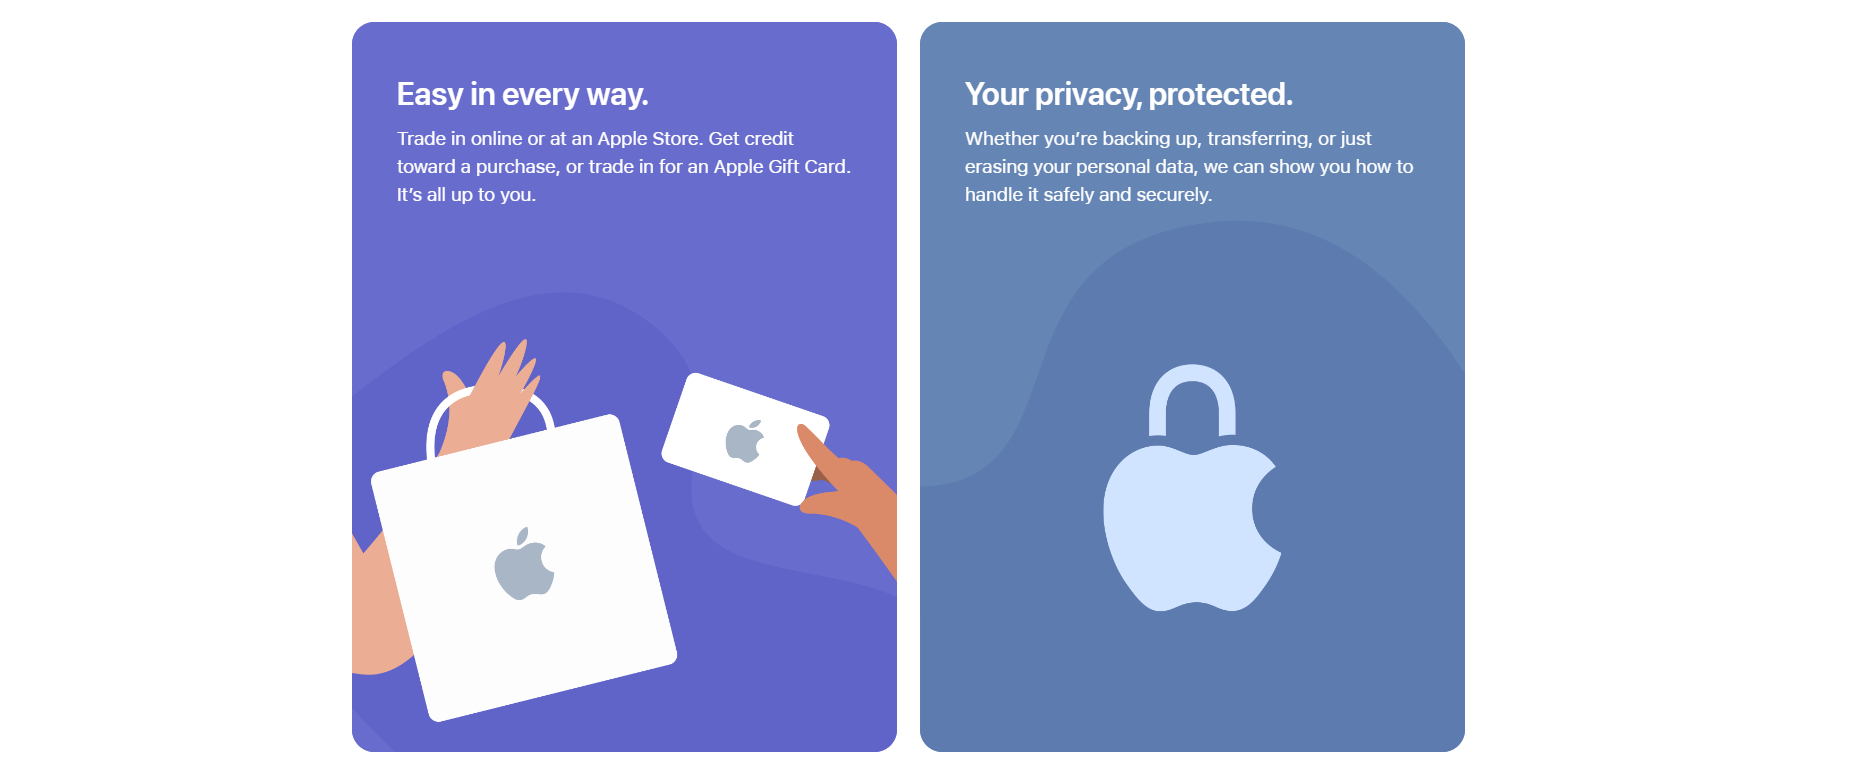 Easy in every way.
Trade in online or at an Apple Store. Get credit
toward a purchase, or trade in for an Apple Gift Card.
It’s all up to you.
Your privacy, protected.
Whether you’re backing up, transferring, or just
erasing your personal data, we can show you how to
handle it safely and securely.